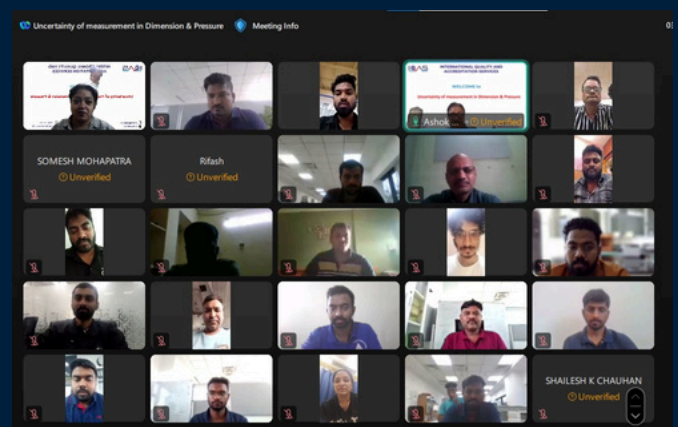 Uncertainty of measurement in Dimension & Pressure Meeting Info
INTERNATIONAL QUALITY AND
ACCREDITATION SERVICES
WELCOME to
Uncertainty of measurement in Dimension & Pressure
Ashok Unverified
SOMESH MOHAPATRA
Unverified
Rifash
Unverified
SHAILESH K CHAUHAN
Unverified